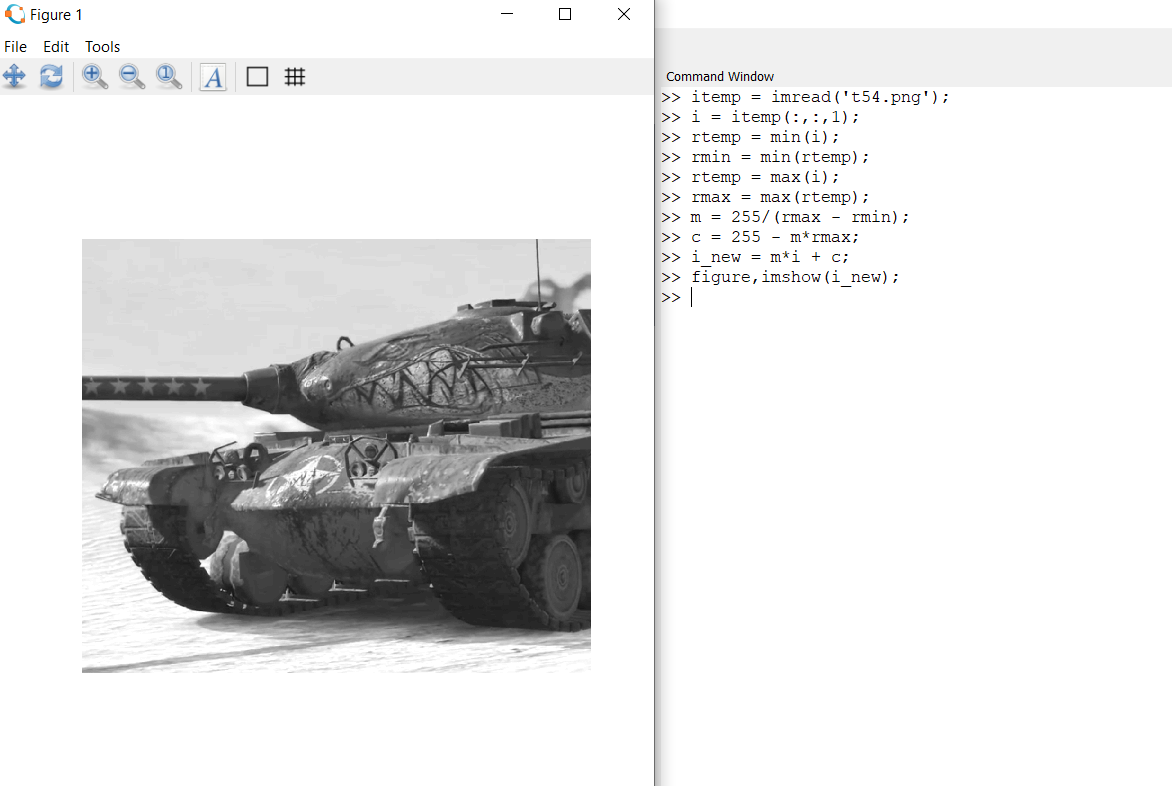 Figure 1
File Edit Tools
A
Command Window
>> itemp = imread('t54.png');
>> i = itemp(:,:,1);
>> rtemp = min(i);
>> rmin = min(rtemp);
>> rtemp = max(i);
>> rmax = max(rtemp);
>> m = 255/(rmax - rmin);
>> c = 255 - m*rmax;
>> i_new = m*i + c;
>> figure,imshow(i_new);
>>